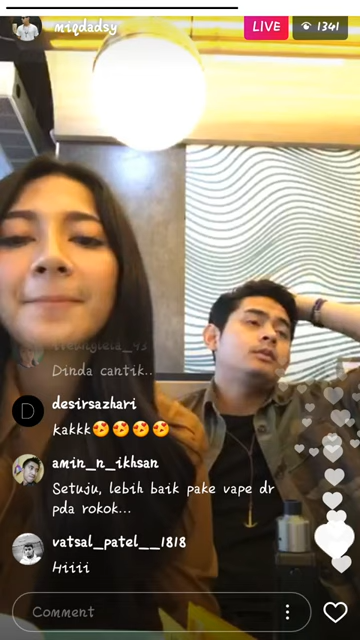 miqdadsy
LIVE
1341
Dinda cantik..
desirsazhari
kakkk😍😍😍😍
amin_n_ikhsan
Setuju, lebih baik pake vape dr
pda rokok...
vatsal_patel__1818
Hiiii
Comment
D